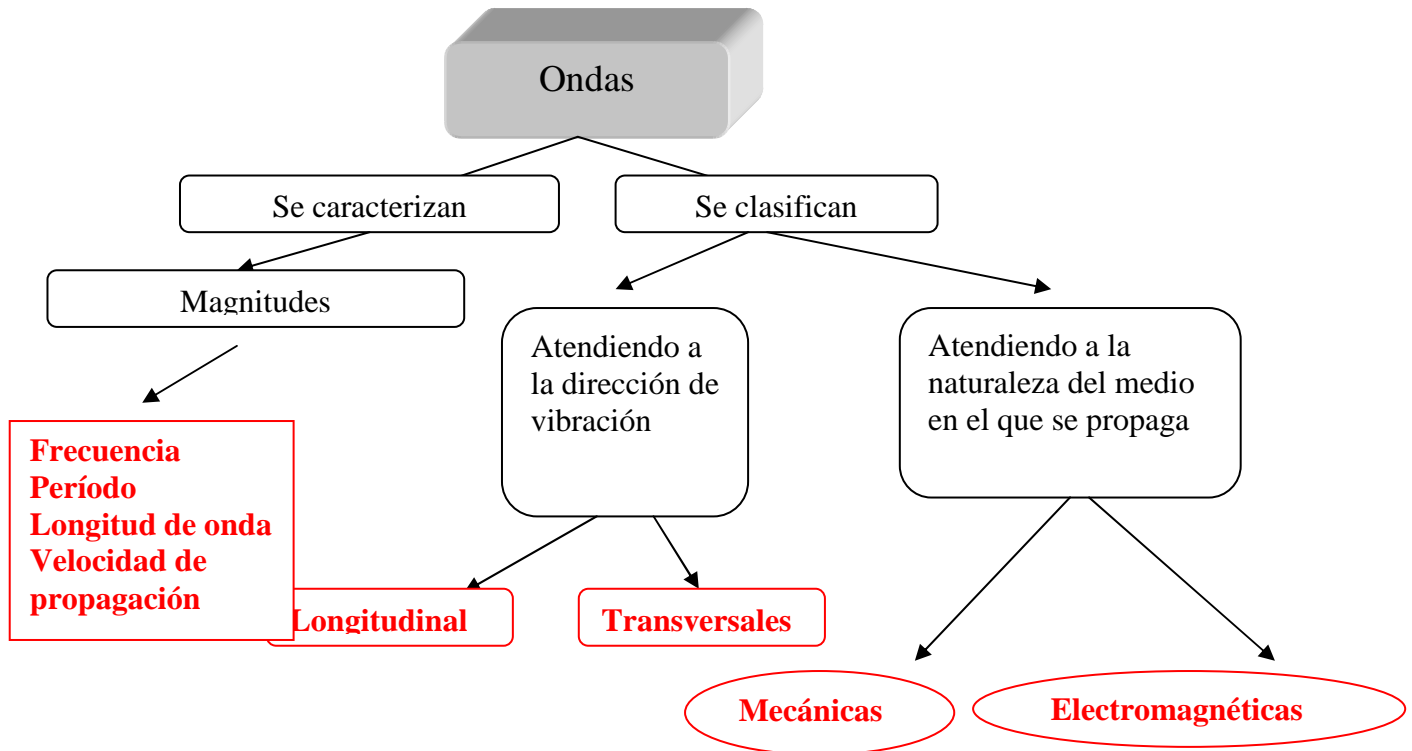 Ondas
Se caracterizan
Se clasifican
Magnitudes
Atendiendo a
la dirección de
vibración
Atendiendo a la
naturaleza del medio
en el que se propaga
Frecuencia
Período
Longitud de onda
Velocidad de
propagación
Longitudinal
Transversales
Mecánicas
Electromagnéticas